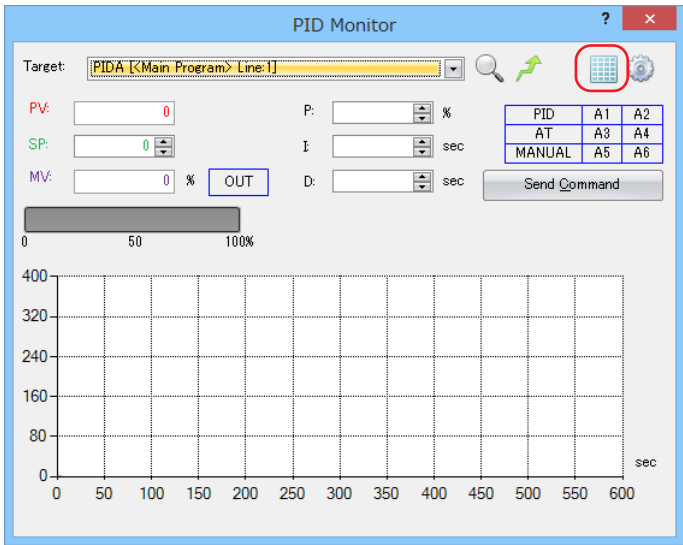 PID Monitor ? ×
Target: PIDA [<Main Program> Line:1]
PV: 0 P: % PID A1 A2
SP: 0 I: sec AT A3 A4
MV: 0 % OUT D: sec MANUAL A5 A6
Send Command
0 50 100%
400
320
240
160
80
0
sec
0 50 100 150 200 250 300 350 400 450 500 550 600